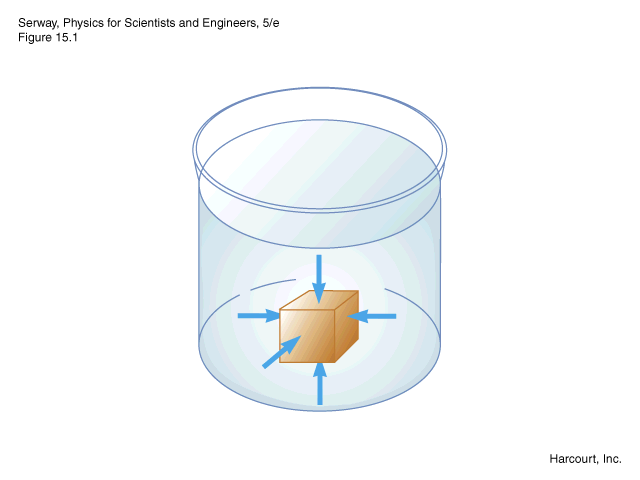 Serway, Physics for Scientists and Engineers, 5/e
Figure 15.1
Harcourt, Inc.